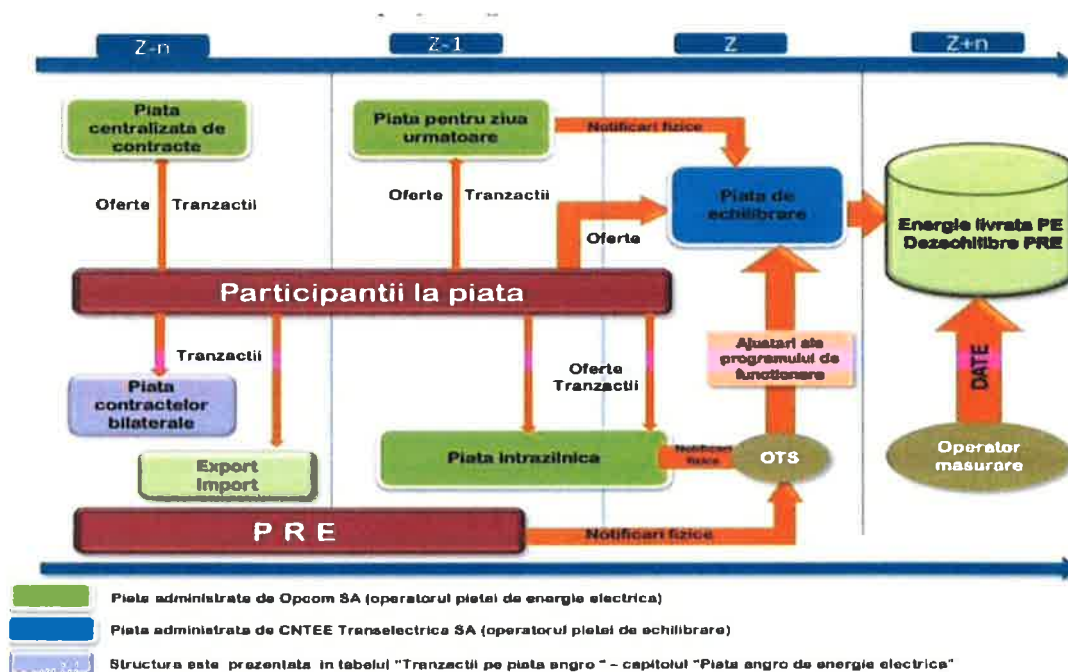 Z-n
Z-1
Z
Z+n
Piata
centralizata de
contracte
Piata pentru ziua
urmatoare
Notificari fizice
Oferte Tranzactii
Oferte Tranzactii
Piata de
echilibrare
Oferte
Energie livrata PE
Dezechilibre PRE
Participantii la piata
Tranzactii
Oferte
Tranzactii
Ajustari ale
programului de
functionare
DATE
Piata
contractelor
bilaterale
Export
Import
Piata Intrazilnica
Notificari
fizice
OTS
Operator
masurare
PRE
Notificari fizice
Piata administrata de Opcom SA (operatorul pietei de energie electrica)
Piata administrata de CNTEE Transelectrica SA (operatorul pietei de echilibrare)
Structura este prezentata in tabelul "Tranzactii pe piata angro " – capitolul "Piata angro de energie electrica"